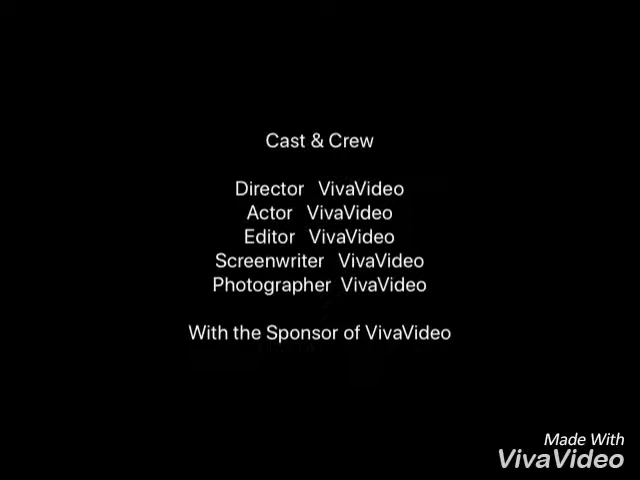 Cast & Crew
Director VivaVideo
Actor VivaVideo
Editor VivaVideo
Screenwriter VivaVideo
Photographer VivaVideo
With the Sponsor of VivaVideo
Made With
VivaVideo